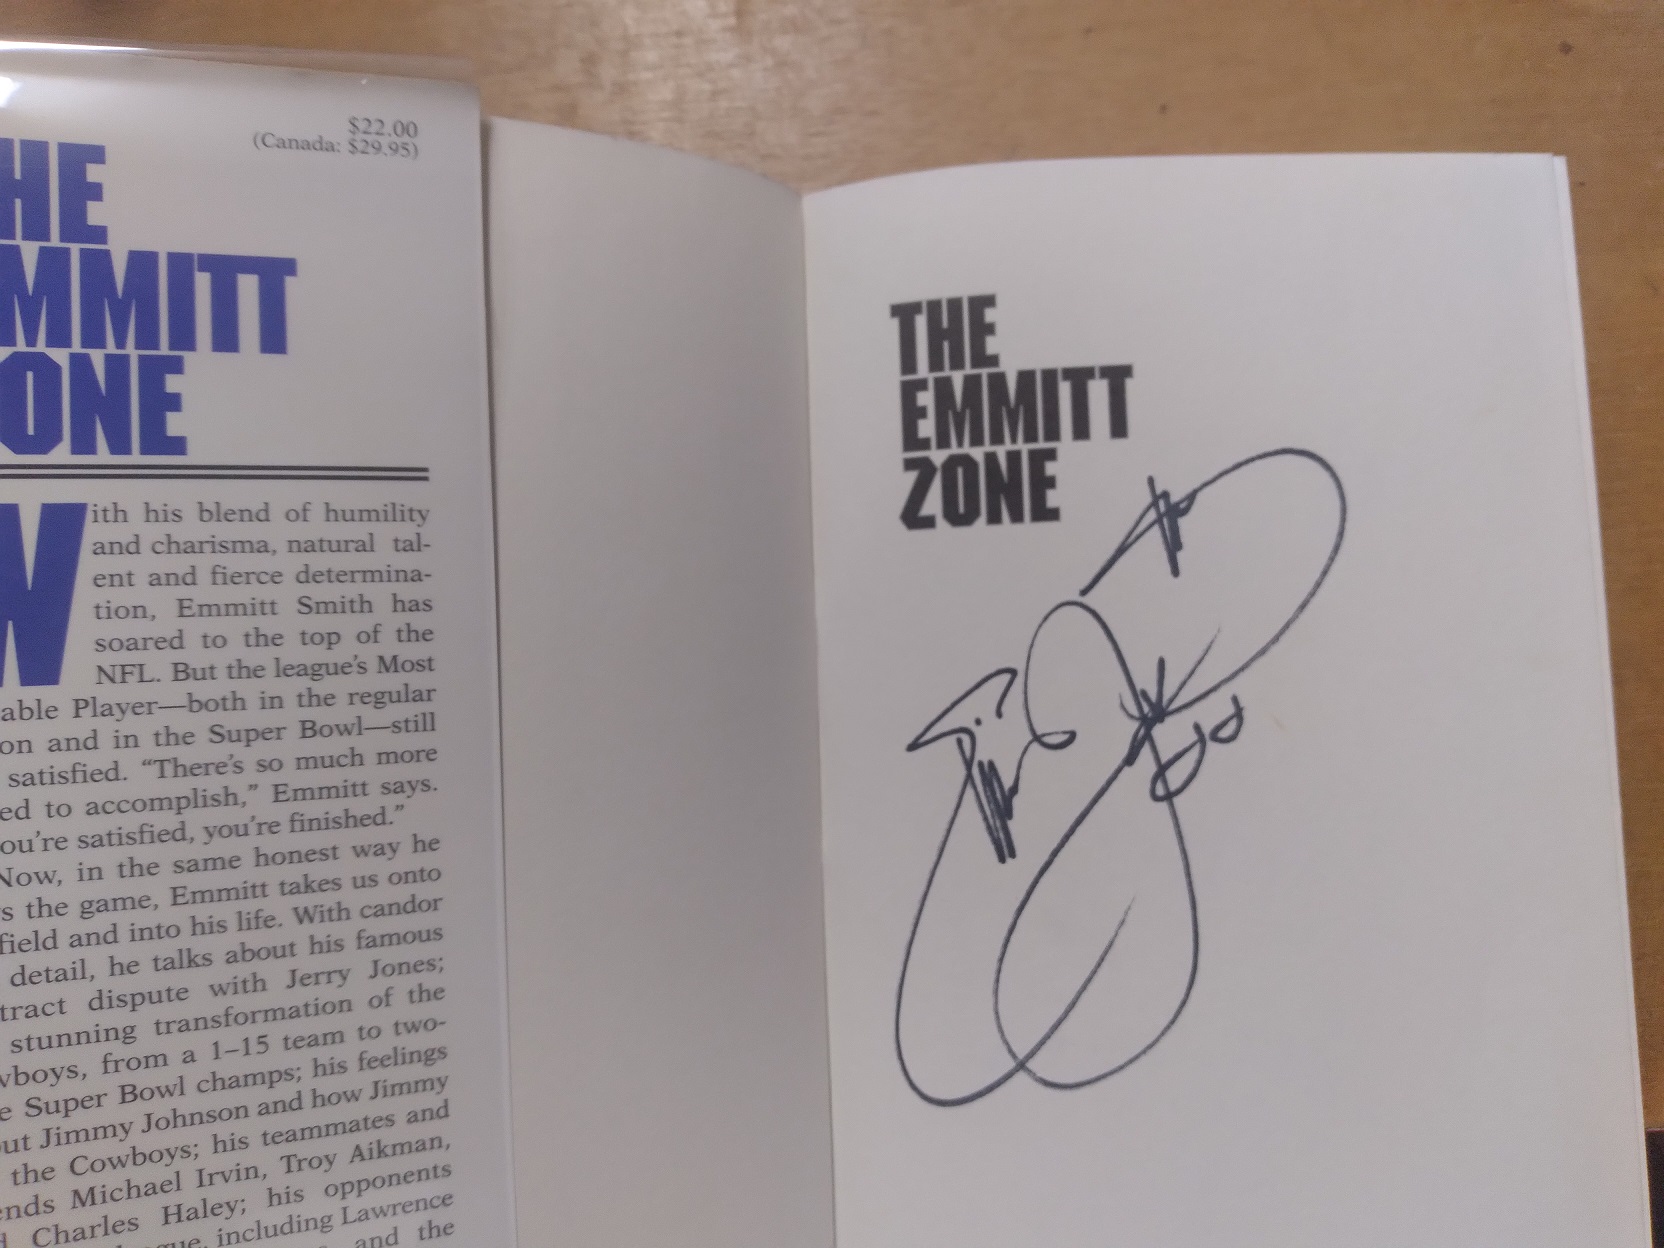 $22.00
(Canada: $29.95)
HE
MMITT
ONE
With his blend of humility
and charisma, natural tal-
ent and fierce determina-
tion, Emmitt Smith has
soared to the top of the
NFL. But the league's Most
able Player—both in the regular
on and in the Super Bowl—still
satisfied. “There's so much more
ed to accomplish,” Emmitt says.
ou're satisfied, you're finished.”
Now, in the same honest way he
s the game, Emmitt takes us onto
field and into his life. With candor
detail, he talks about his famous
tract dispute with Jerry Jones;
stunning transformation of the
wboys, from a 1–15 team to two-
e Super Bowl champs; his feelings
out Jimmy Johnson and how Jimmy
the Cowboys; his teammates and
ends Michael Irvin, Troy Aikman,
d Charles Haley; his opponents
gue, including Lawrence
and the
THE
EMMITT
ZONE